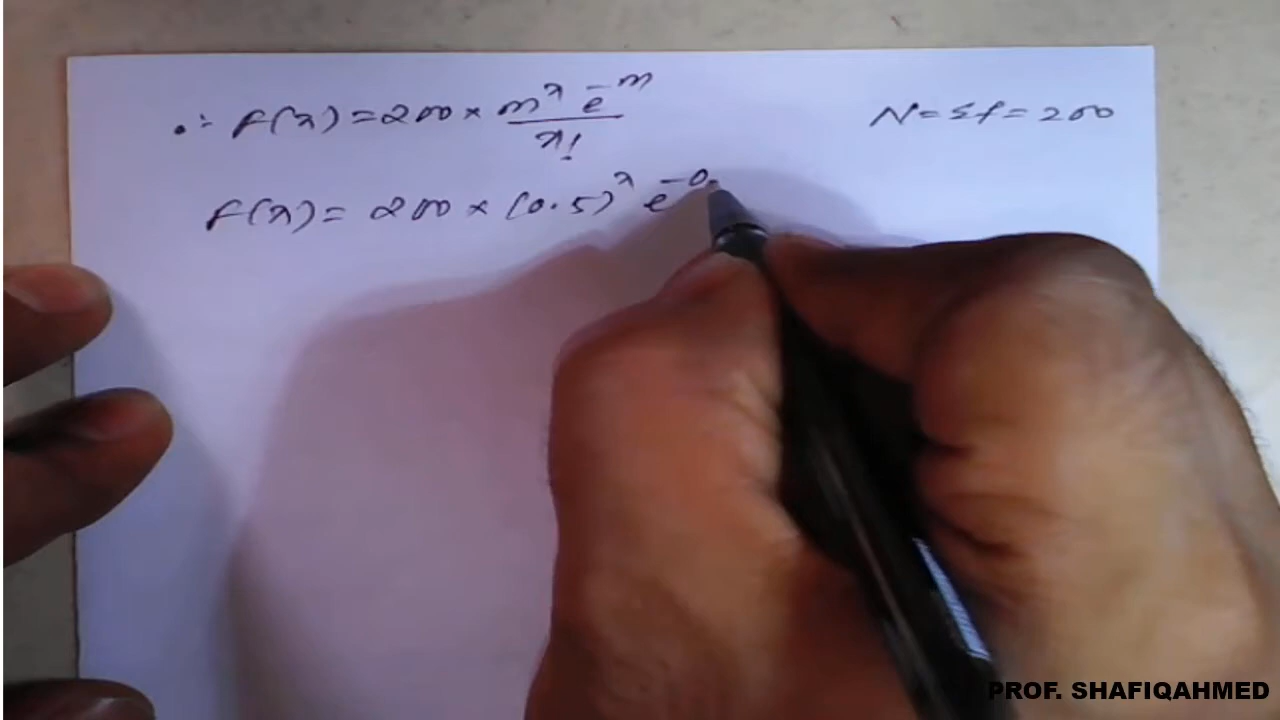 ∴ F(x) = 200 × m^x e^-m / x!
N = Σf = 200
F(x) = 200 × (0.5)^x e^-0.
PROF. SHAFIQAHMED